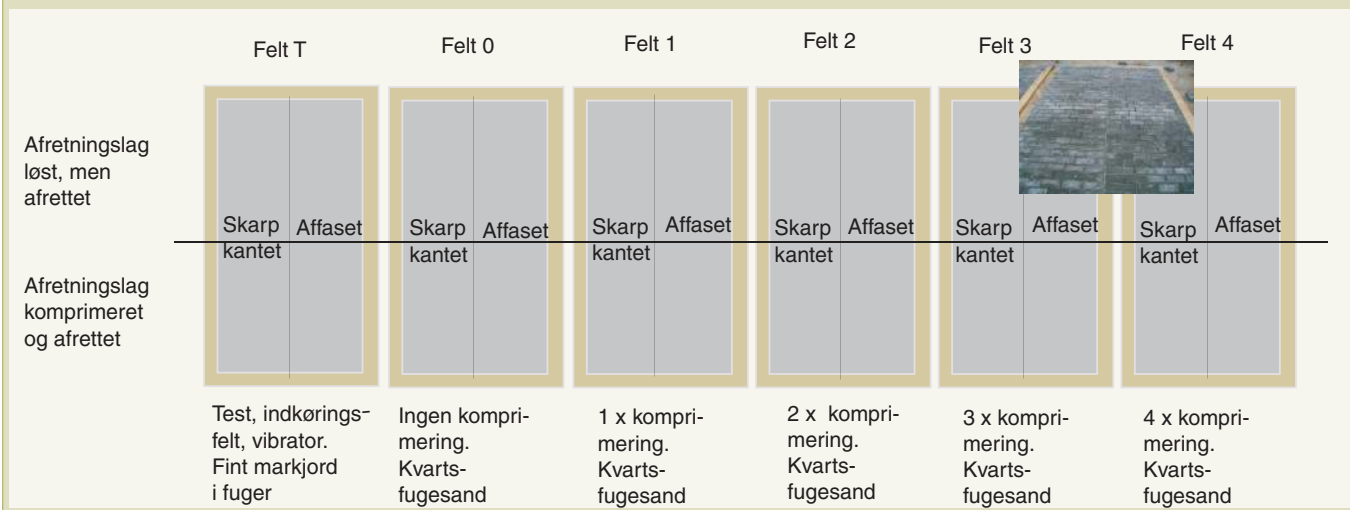 Felt T
Felt 0
Felt 1
Felt 2
Felt 3
Felt 4
Afretningslag
løst, men
afrettet
Skarp
kantet
Affaset
Skarp
kantet
Affaset
Skarp
kantet
Affaset
Skarp
kantet
Affaset
Skarp
kantet
Affaset
Skarp
kantet
Affaset
Afretningslag
komprimeret
og afrettet
Test, indkørings-
felt, vibrator.
Fint markjord
i fuger
Ingen kompri-
mering.
Kvarts-
fugesand
1 x kompri-
mering.
Kvarts-
fugesand
2 x kompri-
mering.
Kvarts-
fugesand
3 x kompri-
mering.
Kvarts-
fugesand
4 x kompri-
mering.
Kvarts-
fugesand